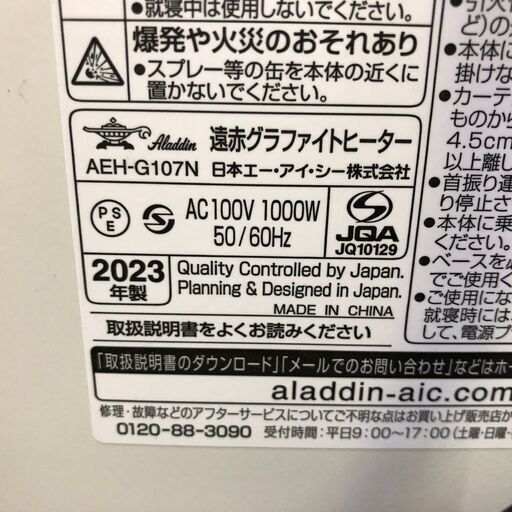 ●就寝中は使用しないでください。
爆発や火災のおそれあり
●スプレー等の缶を本体の近くに
置かないでください。
Aladdin 遠赤グラファイトヒーター
AEH-G107N 日本エー・アイ・シー株式会社
PS
E
AC100V 1000W
50/60Hz
JQA
JQ10129
2023
年製
Quality Controlled by Japan.
Planning & Designed in Japan.
MADE IN CHINA
取扱説明書をよくお読みください
●本体に
掛けな
●カーテ
ものから
4.5cm
以上離し
●首振り運
り停止さ
●本体に乗
ください。
●ベースを必
でご使用く
●ご使用にな
就寝時には
して、電源プ
「取扱説明書のダウンロード」「メールでのお問い合わせ」などはホー
aladdin-aic.com
修理・故障などのアフターサービスについてご不明な点はお買い上げ販売店か
0120-88-3090 受付時間:平日9:00~17:00(土曜・日曜・